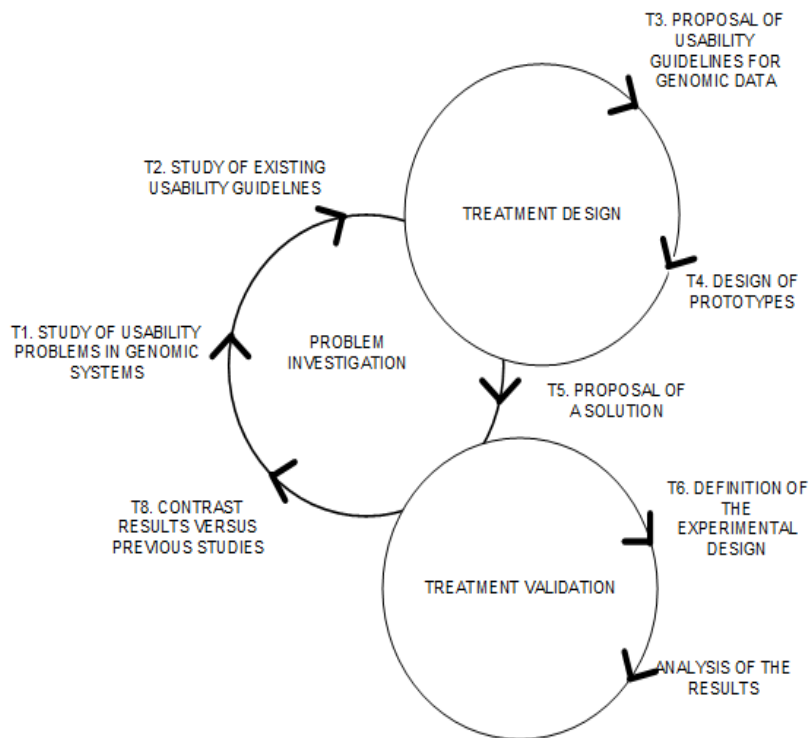 T3. PROPOSAL OF
USABILITY
GUIDELINES FOR
GENOMIC DATA
T2. STUDY OF EXISTING
USABILITY GUIDELNES
TREATMENT DESIGN
T4. DESIGN OF
PROTOTYPES
T1. STUDY OF USABILITY
PROBLEMS IN GENOMIC
SYSTEMS
PROBLEM
INVESTIGATION
T5. PROPOSAL OF
A SOLUTION
T8. CONTRAST
RESULTS VERSUS
PREVIOUS STUDIES
T6. DEFINITION OF
THE
EXPERIMENTAL
DESIGN
TREATMENT VALIDATION
ANALYSIS OF THE
RESULTS